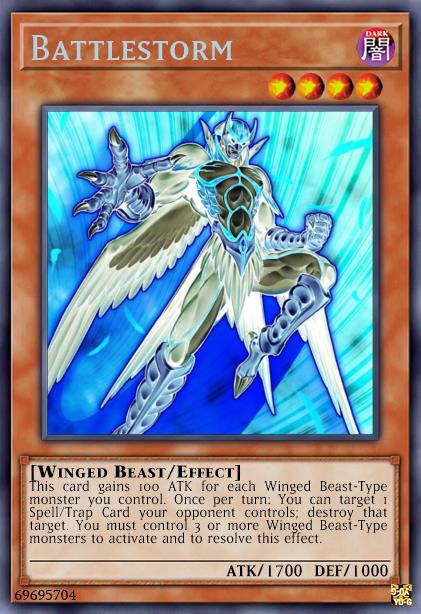 BATTLESTORM
DARK
闇
[WINGED BEAST/EFFECT]
This card gains 100 ATK for each Winged Beast-Type
monster you control. Once per turn: You can target 1
Spell/Trap Card your opponent controls; destroy that
target. You must control 3 or more Winged Beast-Type
monsters to activate and to resolve this effect.
ATK/1700 DEF/1000
69695704